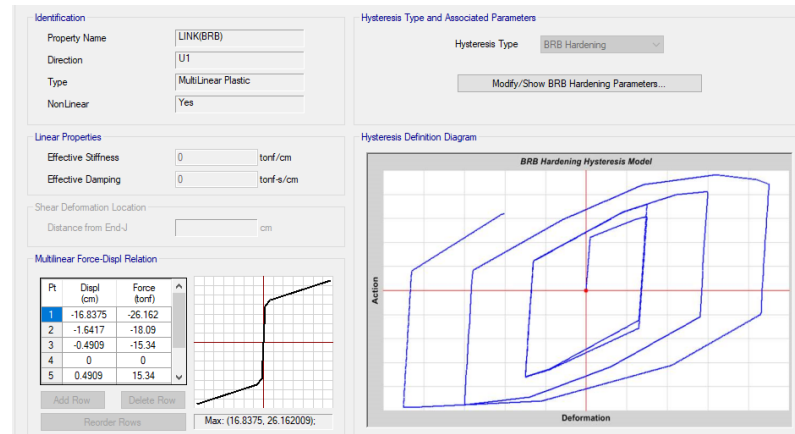 Identification
Property Name LINK(BRB)
Direction U1
Type MultiLinear Plastic
NonLinear Yes
Linear Properties
Effective Stiffness 0 tonf/cm
Effective Damping 0 tonf-s/cm
Shear Deformation Location
Distance from End-J cm
Multilinear Force-Displ Relation
Pt Displ (cm) Force (tonf)
1 -16.8375 -26.162
2 -1.6417 -18.09
3 -0.4909 -15.34
4 0 0
5 0.4909 15.34
Add Row Delete Row
Reorder Rows Max: (16.8375, 26.162009);
Hysteresis Type and Associated Parameters
Hysteresis Type BRB Hardening
Modify/Show BRB Hardening Parameters...
Hysteresis Definition Diagram
BRB Hardening Hysteresis Model
Action
Deformation